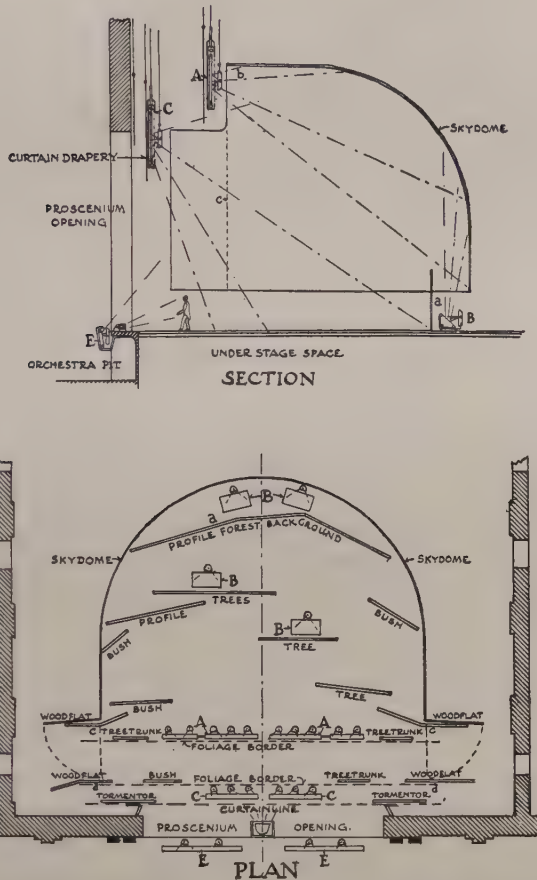 A
b
C
SKYDOME
CURTAIN DRAPERY
PROSCENIUM
OPENING
c
a
B
E
UNDER STAGE SPACE
ORCHESTRA PIT
SECTION
B
a
PROFILE FOREST BACKGROUND
SKYDOME
SKYDOME
B
TREES
PROFILE
BUSH
B
TREE
BUSH
BUSH
TREE
WOODFLAT
WOODFLAT
A
A
C
TREETRUNK
TREETRUNK
c
FOLIAGE BORDER
WOODFLAT
BUSH
FOLIAGE BORDER
TREETRUNK
WOODFLAT
d
d
TORMENTOR
C
C
TORMENTOR
CURTAINLINE
PROSCENIUM
OPENING.
E
E
PLAN